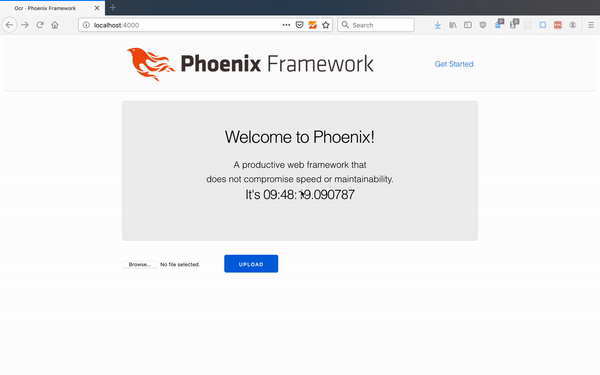 Ocr · Phoenix Framework
localhost:4000
Search
Phoenix Framework
Get Started
Welcome to Phoenix!
A productive web framework that
does not compromise speed or maintainability.
It's 09:48:19.090787
Browse... No file selected.
UPLOAD